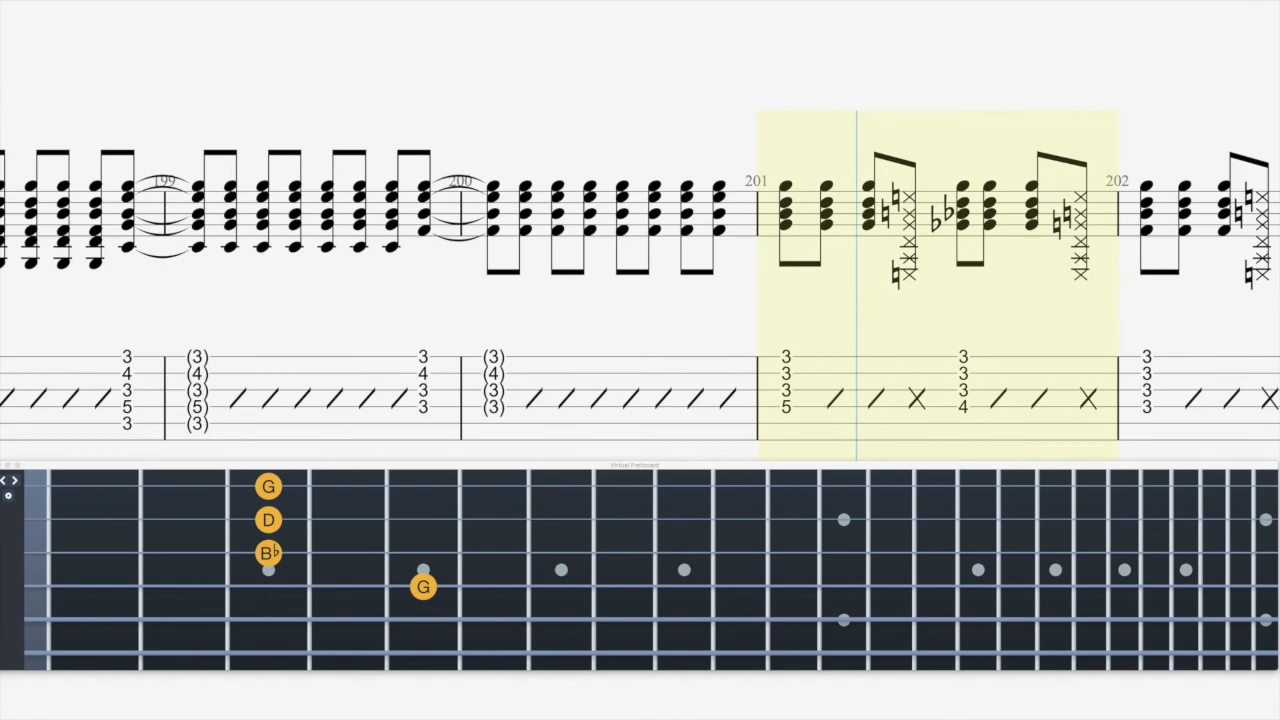 199 200 201 202
3 (3) 3 (3) 3 3 3
4 (4) 4 (4) 3 3 3
3 (3) 3 (3) 3 3 3
5 (5) 3 (3) 5 4 3
3 (3)
Virtual Fretboard
G
D
B♭
G